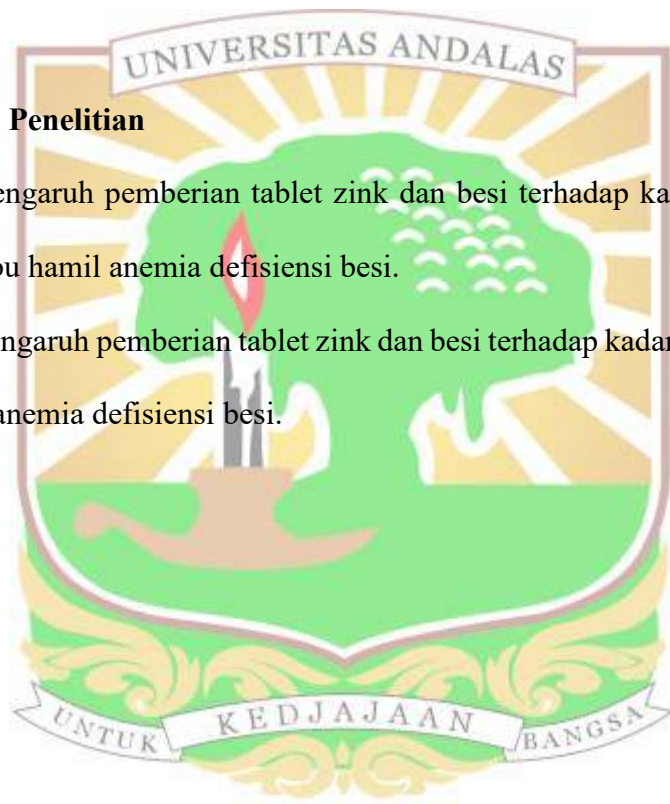 UNIVERSITAS ANDALAS
Penelitian
engaruh pemberian tablet zink dan besi terhadap ka
bu hamil anemia defisiensi besi.
ngaruh pemberian tablet zink dan besi terhadap kadar
anemia defisiensi besi.
UNTUK KEDJAJAAN BANGSA